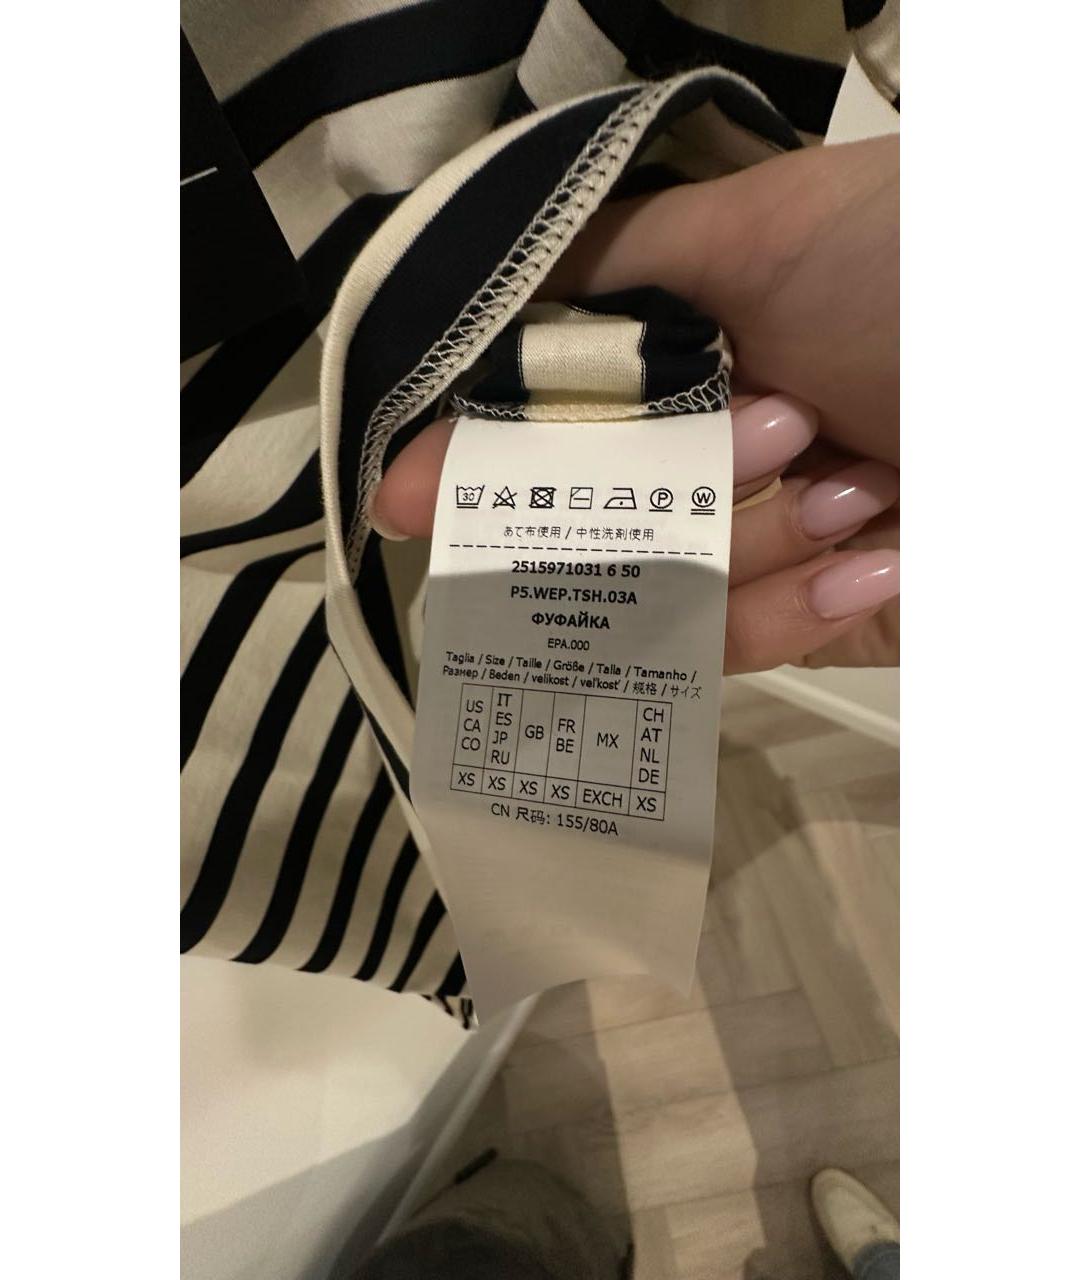 30 P W
あて布使用 / 中性洗剤使用
2515971031 6 50
P5.WEP.TSH.03A
ФУФАЙКА
EPA.000
Taglia / Size / Taille / Größe / Talla / Tamanho /
Размер / Beden / velikost / veľkosť / 规格 / サイズ
US CA CO IT ES JP RU GB FR BE MX CH AT NL DE
XS XS XS XS EXCH XS
CN 尺码: 155/80A